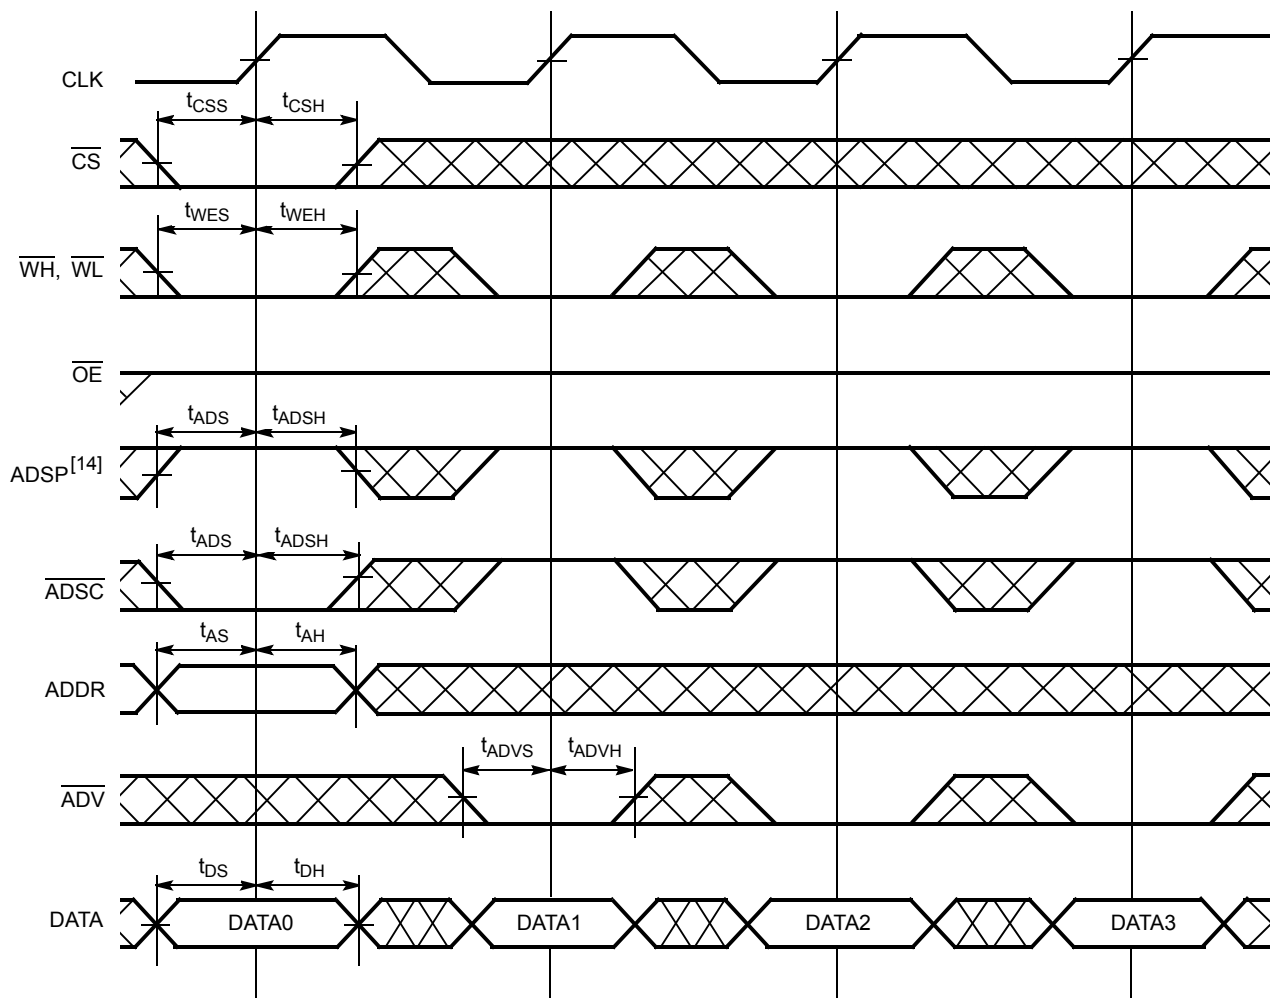 CLK
tCSS tCSH
CS
tWES tWEH
WH, WL
OE
tADS tADSH
ADSP[14]
tADS tADSH
ADSC
tAS tAH
ADDR
tADVS tADVH
ADV
tDS tDH
DATA DATA0 DATA1 DATA2 DATA3